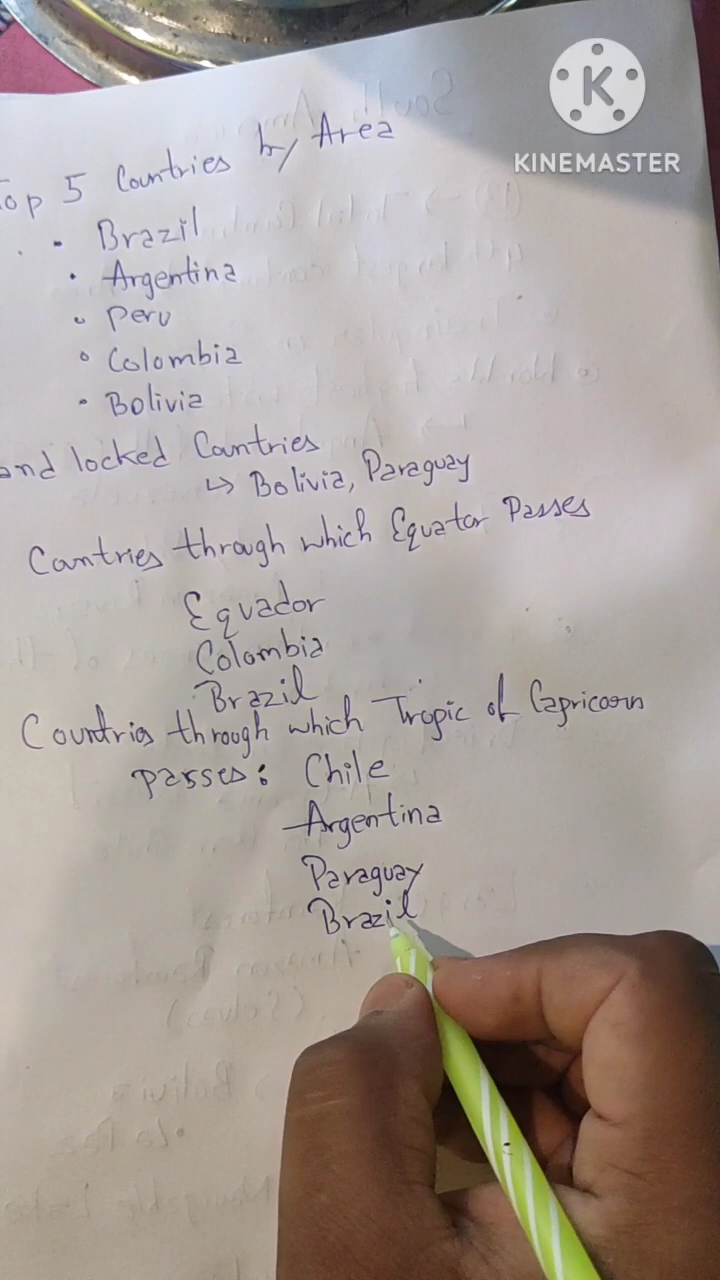 KINEMASTER
Top 5 Countries by Area
• Brazil
• Argentina
• Peru
• Colombia
• Bolivia
and locked Countries
↳ Bolivia, Paraguay
Countries through which Equator Passes
Equador
Colombia
Brazil
Countries through which Tropic of Capricorn
passes: Chile
Argentina
Paraguay
Brazil